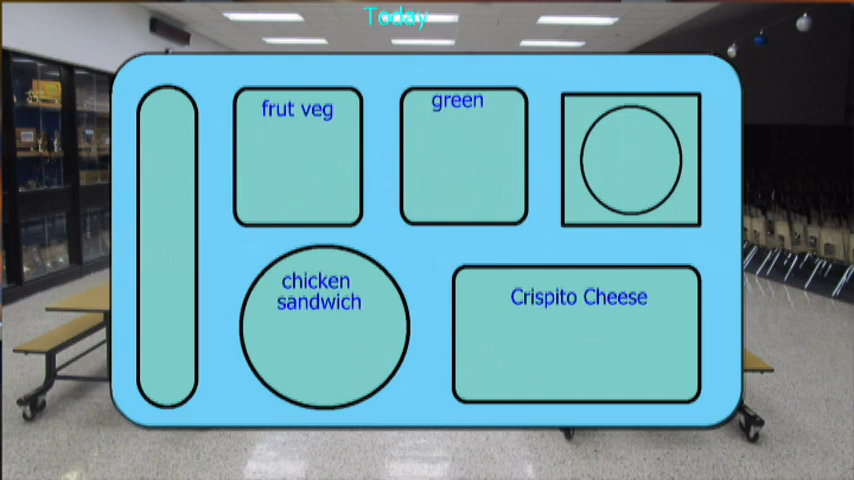 Today
frut veg
green
chicken
sandwich
Crispito Cheese